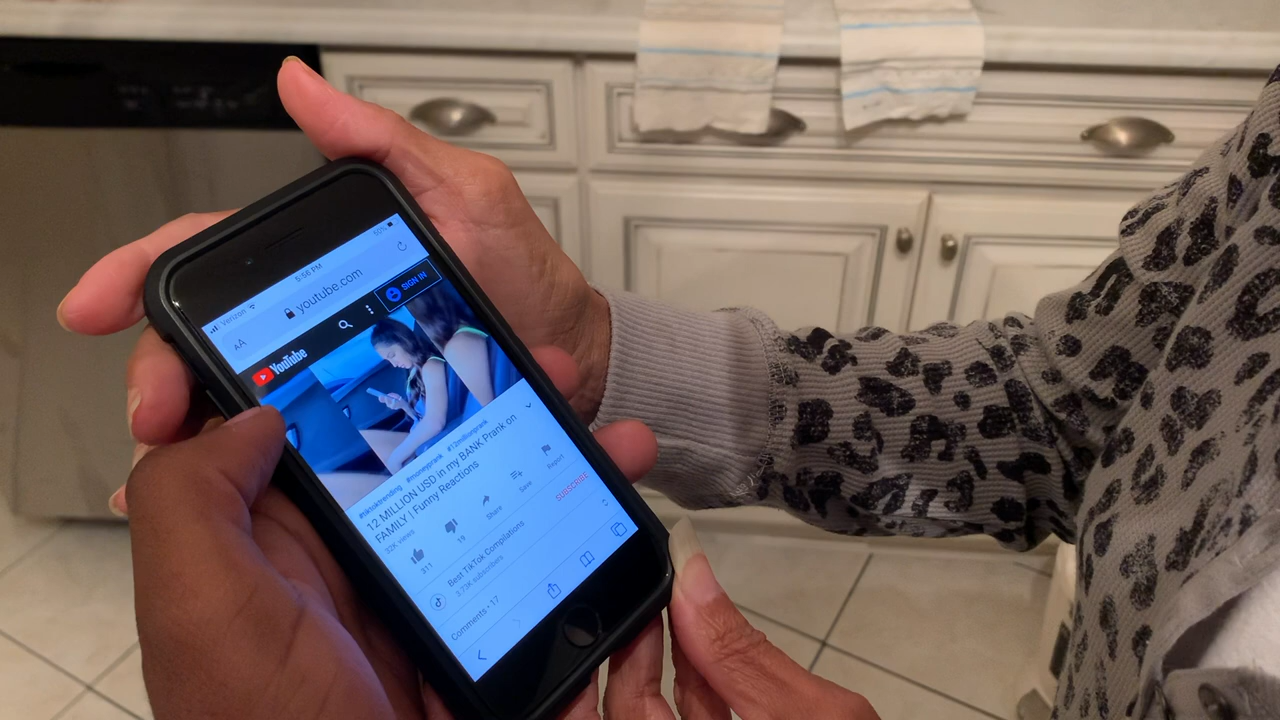 Verizon
5:56 PM
50%
AA
youtube.com
YouTube
SIGN IN
#tiktoktrending #moneyprank #12millionprank
12 MILLION USD in my BANK Prank on
FAMILY | Funny Reactions
32K views
311
19
Share
Save
Report
Best TikTok Compilations
SUBSCRIBE
Comments • 17